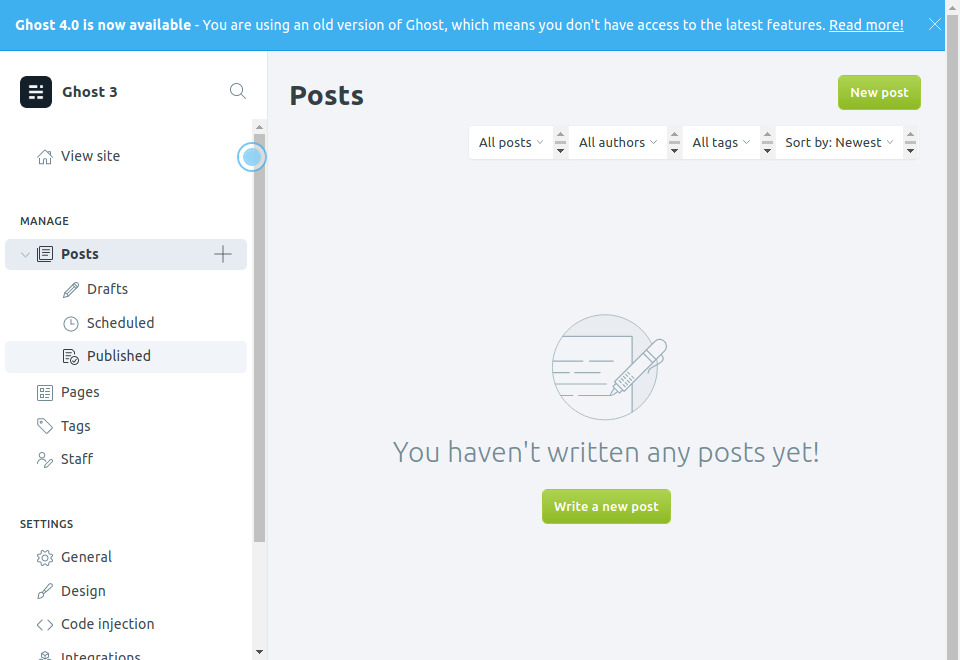 Ghost 4.0 is now available - You are using an old version of Ghost, which means you don't have access to the latest features. Read more!
Ghost 3
View site
MANAGE
Posts
Drafts
Scheduled
Published
Pages
Tags
Staff
SETTINGS
General
Design
Code injection
Integrations
Posts
New post
All posts
All authors
All tags
Sort by: Newest
You haven't written any posts yet!
Write a new post